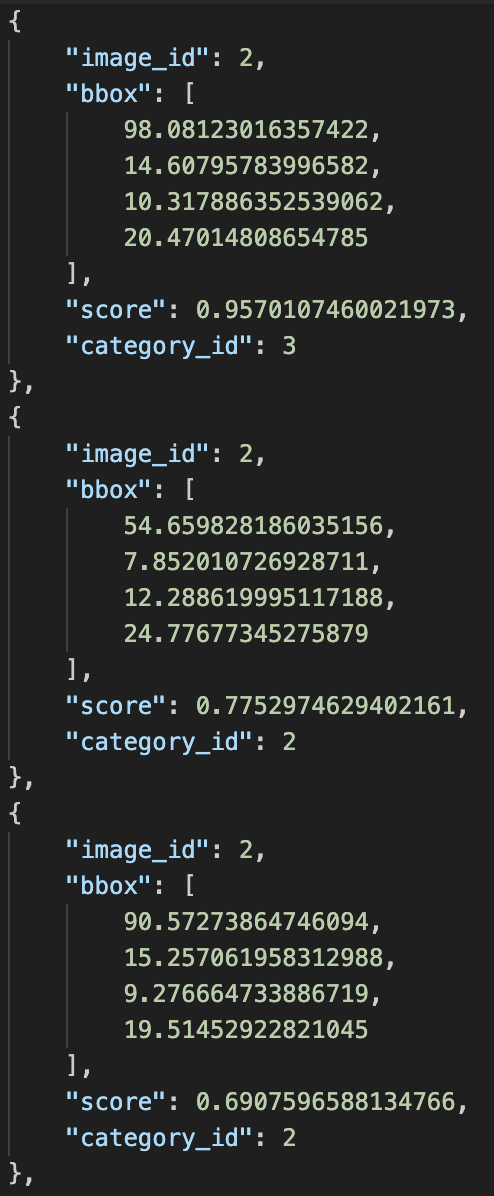 {
"image_id": 2,
"bbox": [
98.08123016357422,
14.60795783996582,
10.317886352539062,
20.47014808654785
],
"score": 0.9570107460021973,
"category_id": 3
},
{
"image_id": 2,
"bbox": [
54.659828186035156,
7.852010726928711,
12.288619995117188,
24.77677345275879
],
"score": 0.7752974629402161,
"category_id": 2
},
{
"image_id": 2,
"bbox": [
90.57273864746094,
15.257061958312988,
9.276664733886719,
19.51452922821045
],
"score": 0.6907596588134766,
"category_id": 2
},